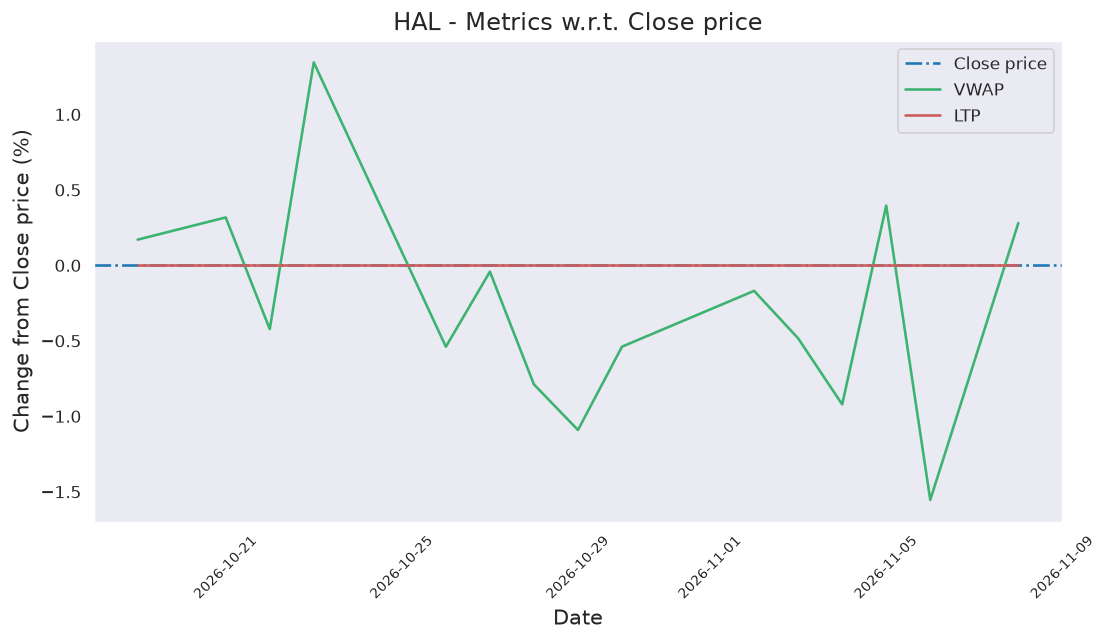 HAL - Metrics w.r.t. Close price
Close price
VWAP
LTP
Change from Close price (%)
1.0
0.5
0.0
−0.5
−1.0
−1.5
2026-10-21
2026-10-25
2026-10-29
2026-11-01
2026-11-05
2026-11-09
Date